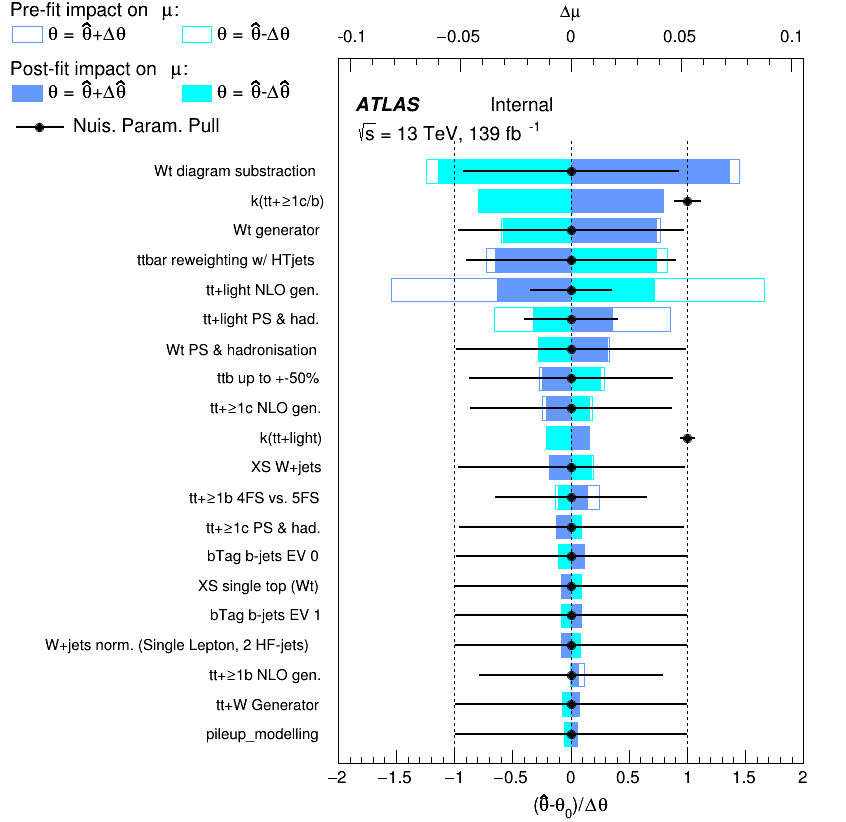 Pre-fit impact on μ:
θ = θ̂+Δθ θ = θ̂-Δθ
Post-fit impact on μ:
θ = θ̂+Δθ̂ θ = θ̂-Δθ̂
Nuis. Param. Pull
Δμ
−0.1 −0.05 0 0.05 0.1
ATLAS Internal
√s = 13 TeV, 139 fb⁻¹
Wt diagram substraction
k(tt+≥1c/b)
Wt generator
ttbar reweighting w/ HTjets
tt+light NLO gen.
tt+light PS & had.
Wt PS & hadronisation
ttb up to +-50%
tt+≥1c NLO gen.
k(tt+light)
XS W+jets
tt+≥1b 4FS vs. 5FS
tt+≥1c PS & had.
bTag b-jets EV 0
XS single top (Wt)
bTag b-jets EV 1
W+jets norm. (Single Lepton, 2 HF-jets)
tt+≥1b NLO gen.
tt+W Generator
pileup_modelling
−2 −1.5 −1 −0.5 0 0.5 1 1.5 2
(θ̂-θ₀)/Δθ